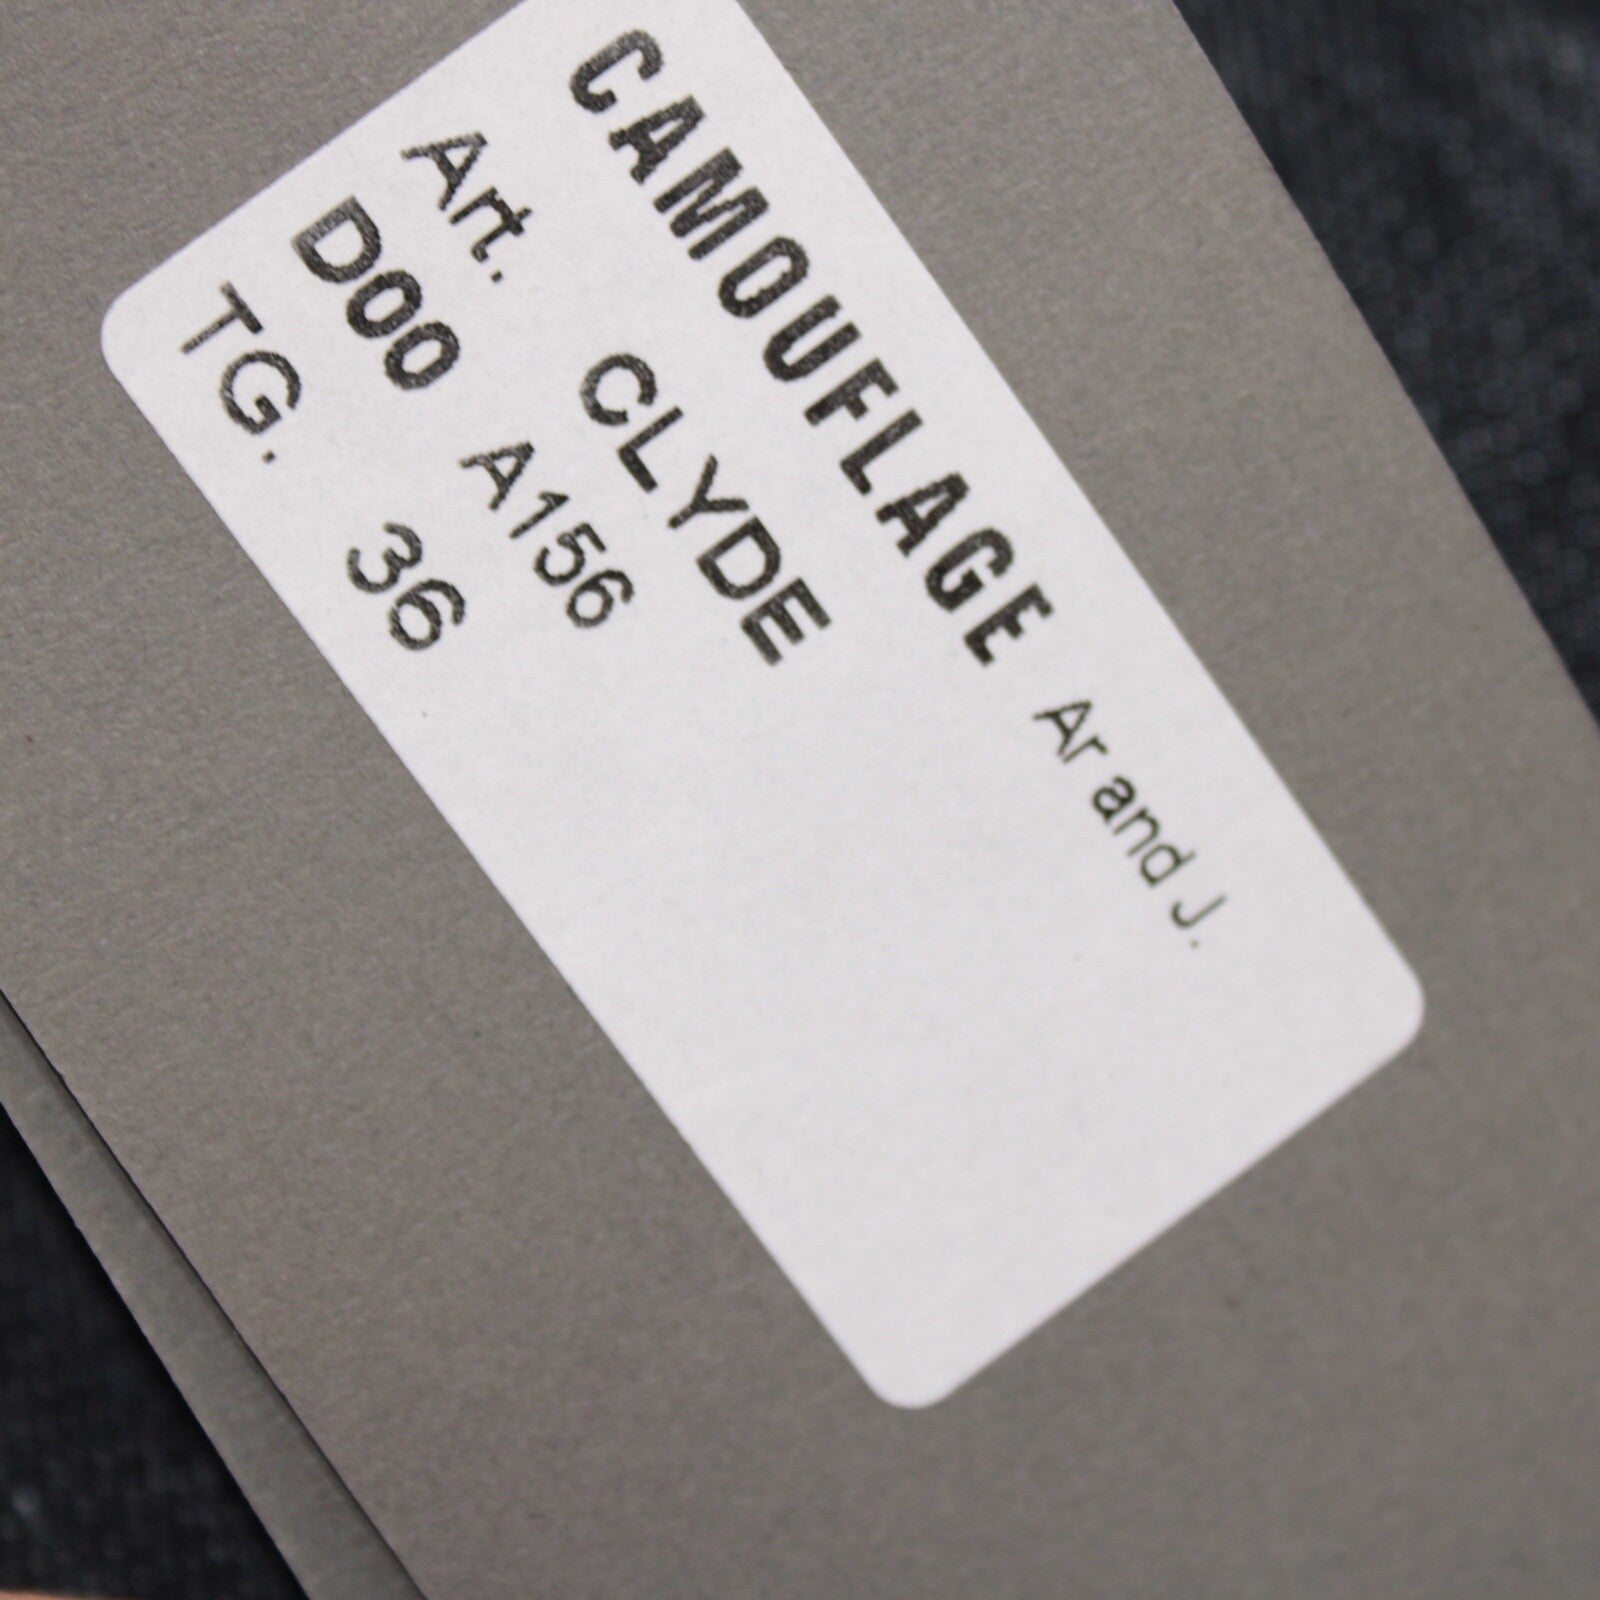 CAMOUFLAGE Ar and J.
Art. CLYDE
D00 A156
TG. 36